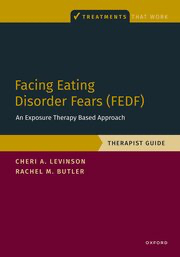 TREATMENTS THAT WORK
Facing Eating
Disorder Fears (FEDF)
An Exposure Therapy Based Approach
THERAPIST GUIDE
CHERI A. LEVINSON
RACHEL M. BUTLER
OXFORD